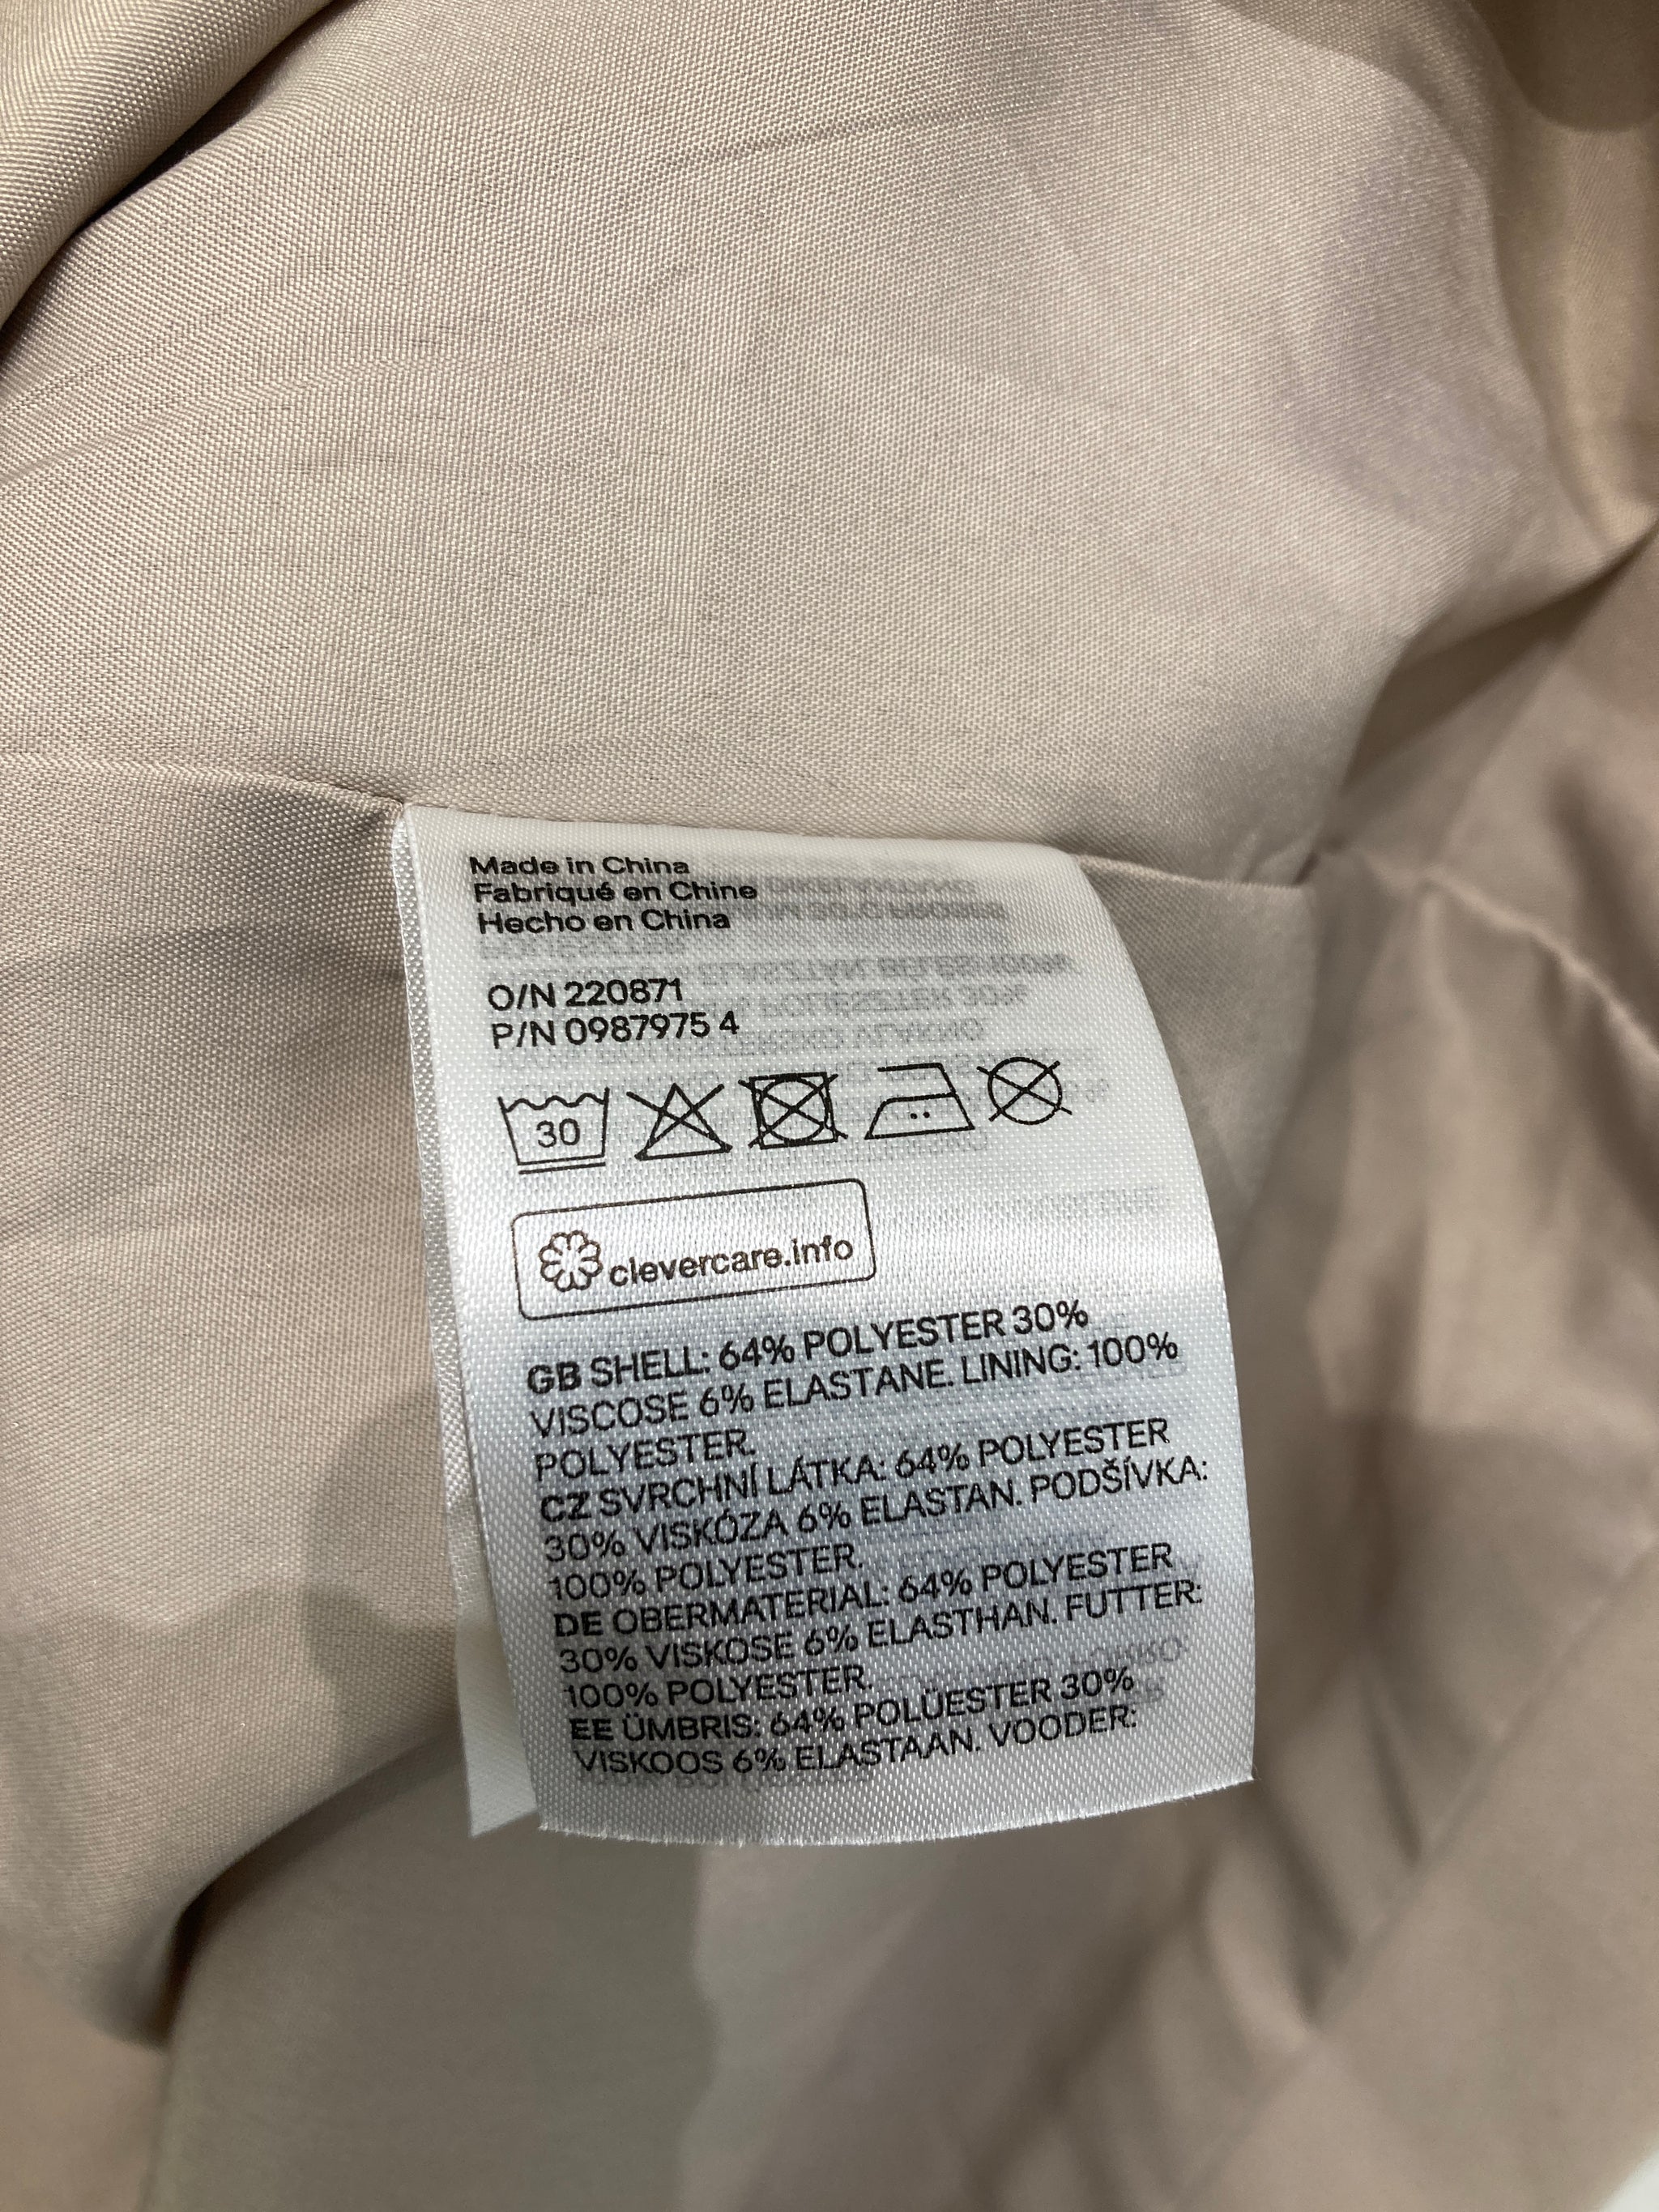 Made in China
Fabriqué en Chine
Hecho en China
O/N 220871
P/N 0987975 4
30
clevercare.info
GB SHELL: 64% POLYESTER 30%
VISCOSE 6% ELASTANE. LINING: 100%
POLYESTER.
CZ SVRCHNÍ LÁTKA: 64% POLYESTER
30% VISKÓZA 6% ELASTAN. PODŠÍVKA:
100% POLYESTER.
DE OBERMATERIAL: 64% POLYESTER
30% VISKOSE 6% ELASTHAN. FUTTER:
100% POLYESTER.
EE ÜMBRIS: 64% POLÜESTER 30%
VISKOOS 6% ELASTAAN. VOODER: